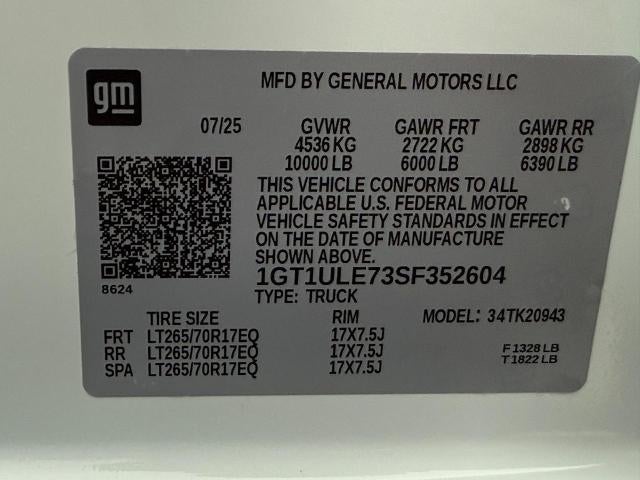 gm
MFD BY GENERAL MOTORS LLC
07/25 GVWR GAWR FRT GAWR RR
4536 KG 2722 KG 2898 KG
10000 LB 6000 LB 6390 LB
THIS VEHICLE CONFORMS TO ALL
APPLICABLE U.S. FEDERAL MOTOR
VEHICLE SAFETY STANDARDS IN EFFECT
ON THE DATE OF MANUFACTURE
SHOWN ABOVE.
8624
1GT1ULE73SF352604
TYPE: TRUCK
TIRE SIZE RIM MODEL: 34TK20943
FRT LT265/70R17EQ 17X7.5J
RR LT265/70R17EQ 17X7.5J F 1328 LB
SPA LT265/70R17EQ 17X7.5J T 1822 LB